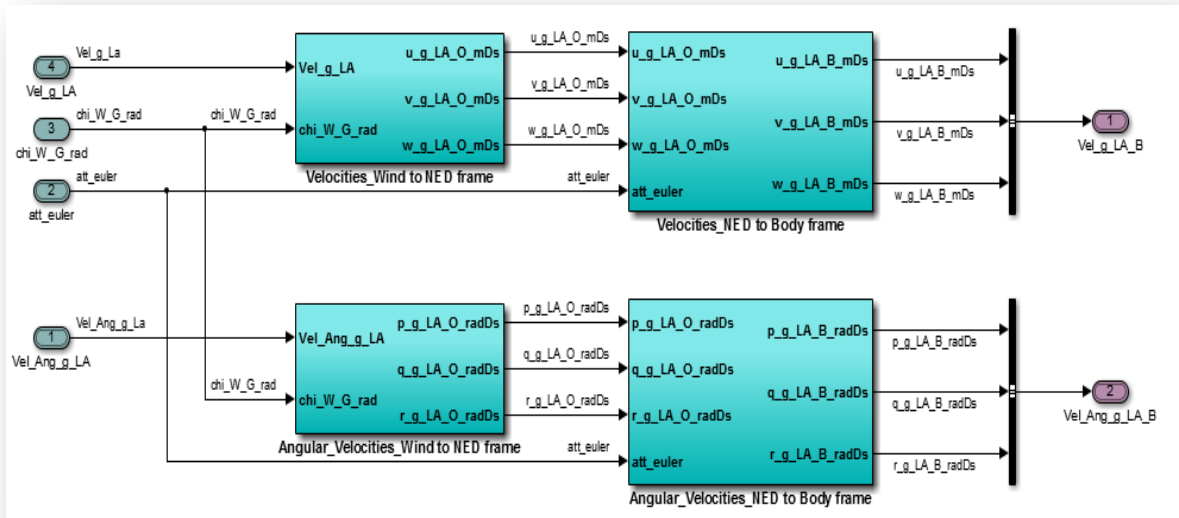 Vel_g_La
4
Vel_g_LA
chi_W_G_rad
chi_W_G_rad
3
chi_W_G_rad
att_euler
2
att_euler
Vel_g_LA
chi_W_G_rad
u_g_LA_O_mDs
v_g_LA_O_mDs
w_g_LA_O_mDs
Velocities_Wind to NED frame
u_g_LA_O_mDs
v_g_LA_O_mDs
w_g_LA_O_mDs
att_euler
u_g_LA_O_mDs
v_g_LA_O_mDs
w_g_LA_O_mDs
att_euler
u_g_LA_B_mDs
v_g_LA_B_mDs
w_g_LA_B_mDs
Velocities_NED to Body frame
u_g_LA_B_mDs
v_g_LA_B_mDs
w_g_LA_B_mDs
1
Vel_g_LA_B
Vel_Ang_g_La
1
Vel_Ang_g_LA
chi_W_G_rad
Vel_Ang_g_LA
chi_W_G_rad
p_g_LA_O_radDs
q_g_LA_O_radDs
r_g_LA_O_radDs
Angular_Velocities_Wind to NED frame
p_g_LA_O_radDs
q_g_LA_O_radDs
r_g_LA_O_radDs
att_euler
p_g_LA_O_radDs
q_g_LA_O_radDs
r_g_LA_O_radDs
att_euler
p_g_LA_B_radDs
q_g_LA_B_radDs
r_g_LA_B_radDs
Angular_Velocities_NED to Body frame
p_g_LA_B_radDs
q_g_LA_B_radDs
r_g_LA_B_radDs
2
Vel_Ang_g_LA_B